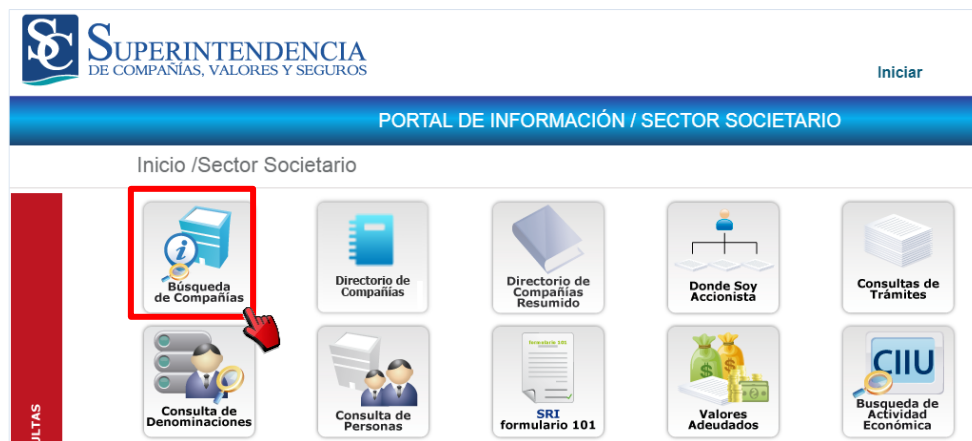 SC
SUPERINTENDENCIA
DE COMPAÑÍAS, VALORES Y SEGUROS
Iniciar
PORTAL DE INFORMACIÓN / SECTOR SOCIETARIO
Inicio /Sector Societario
Búsqueda
de Compañías
Directorio de
Compañías
Directorio de
Compañías
Resumido
Donde Soy
Accionista
Consultas de
Trámites
Consulta de
Denominaciones
Consulta de
Personas
formulario 101
SRI
formulario 101
Valores
Adeudados
CIIU
Busqueda de
Actividad
Económica
ULTAS